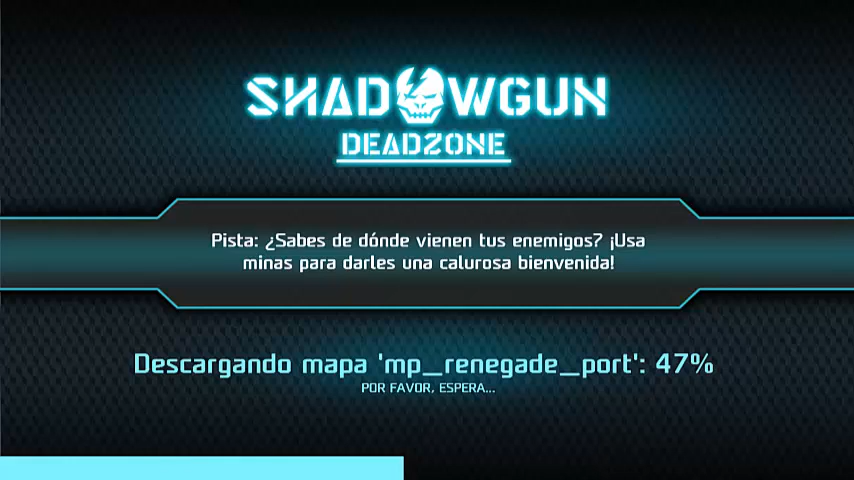 SHADOWGUN
DEADZONE
Pista: ¿Sabes de dónde vienen tus enemigos? ¡Usa
minas para darles una calurosa bienvenida!
Descargando mapa 'mp_renegade_port': 47%
POR FAVOR, ESPERA...